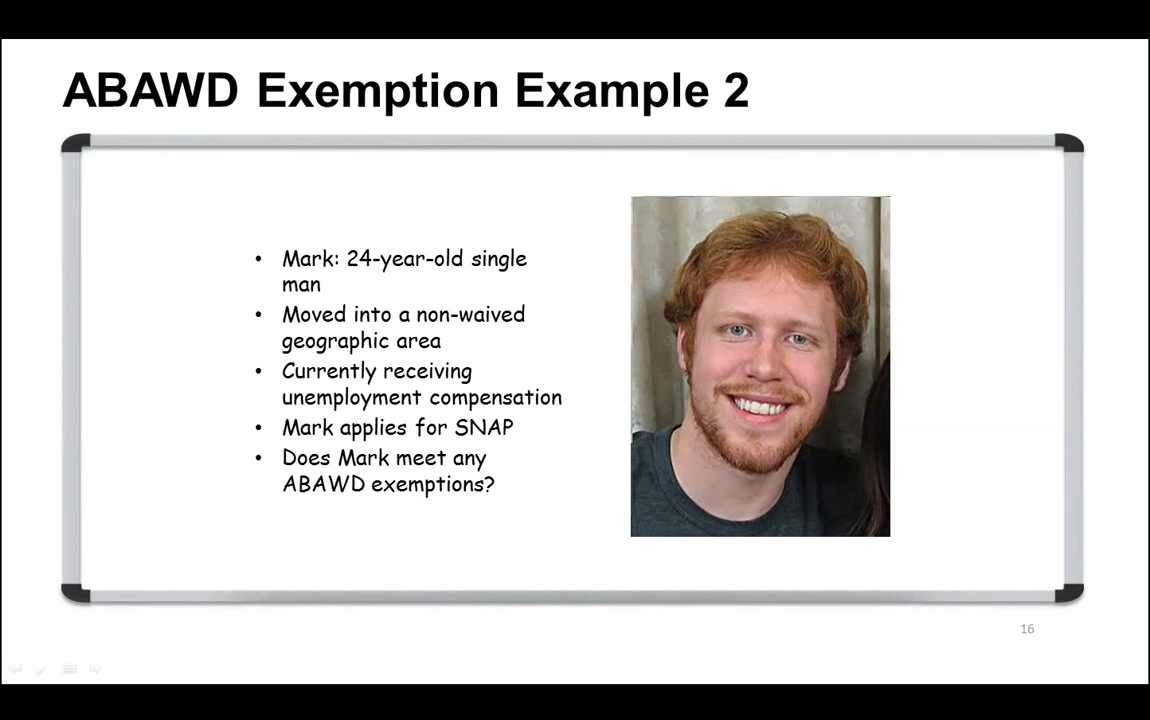 ABAWD Exemption Example 2
• Mark: 24-year-old single
man
• Moved into a non-waived
geographic area
• Currently receiving
unemployment compensation
• Mark applies for SNAP
• Does Mark meet any
ABAWD exemptions?
16